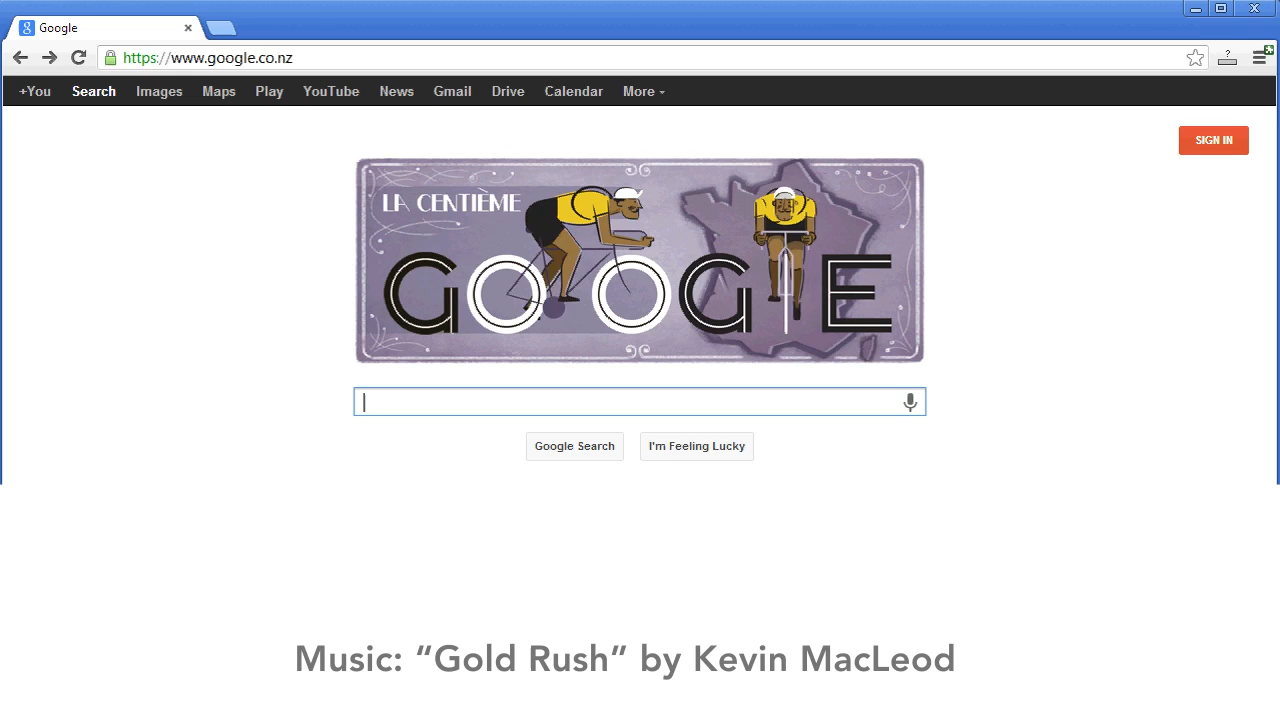 Google
https://www.google.co.nz
+You Search Images Maps Play YouTube News Gmail Drive Calendar More
SIGN IN
LA CENTIÈME
GOOGLE
Google Search I'm Feeling Lucky
Music: “Gold Rush” by Kevin MacLeod